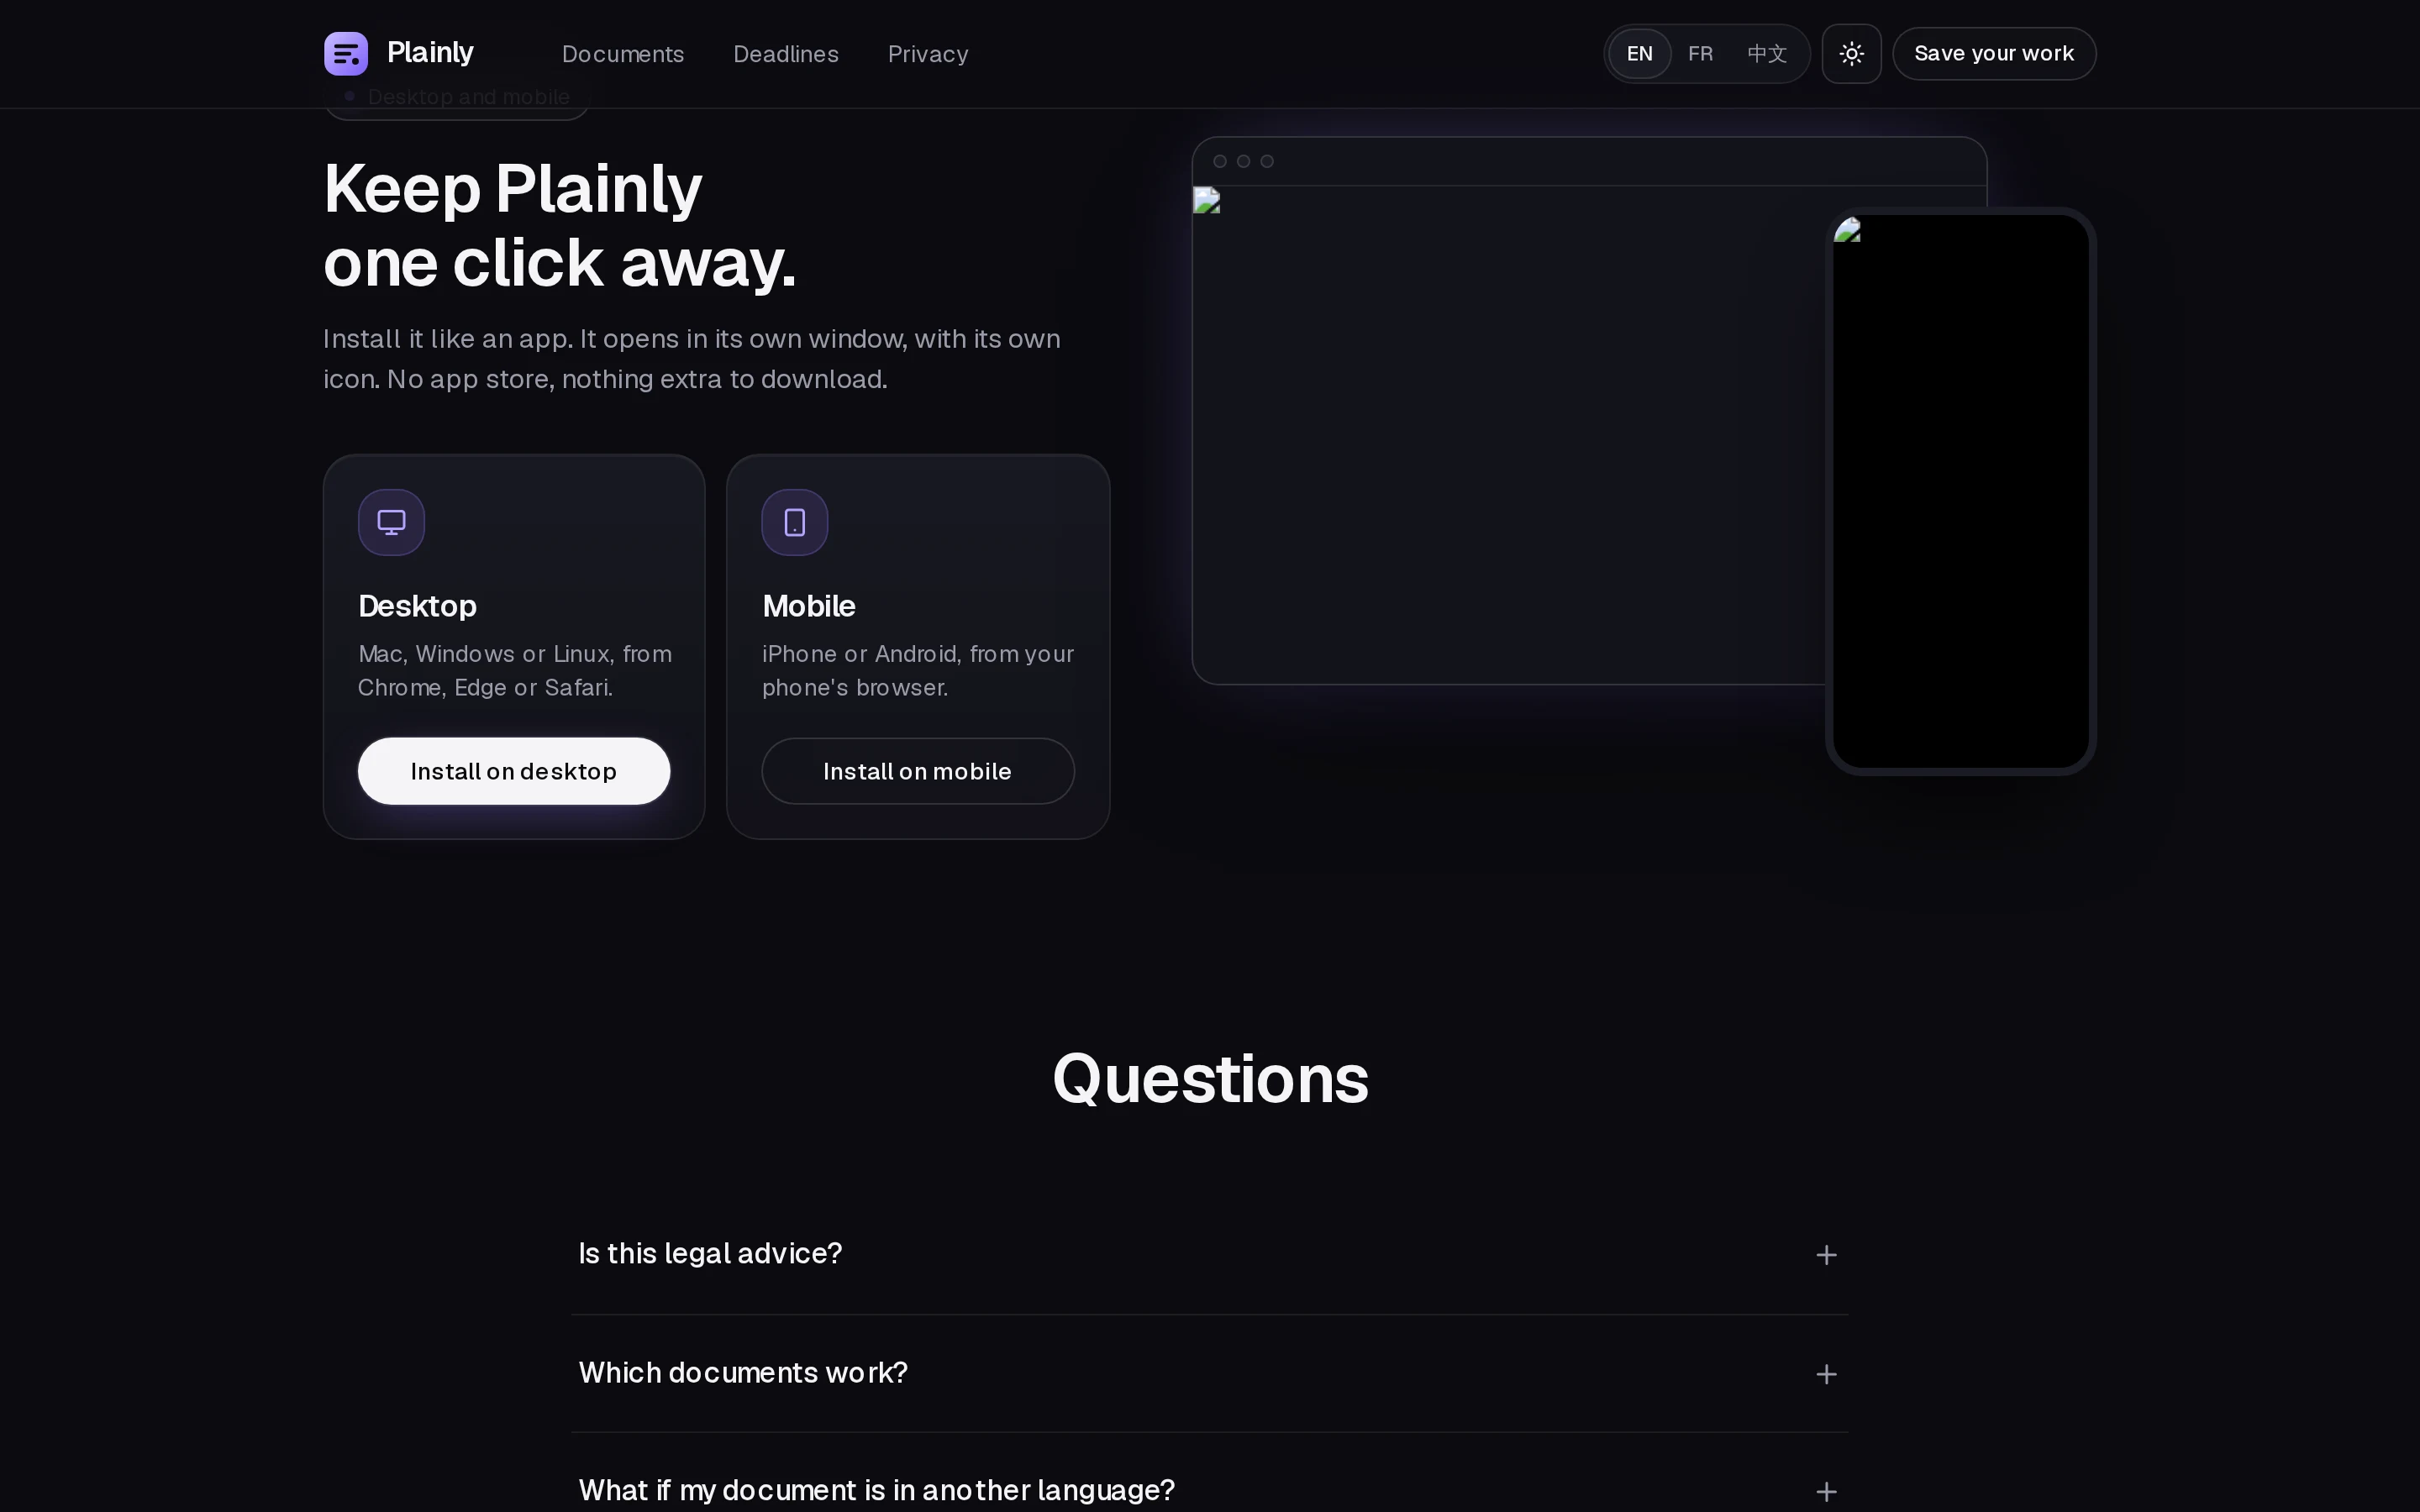 Plainly
Documents
Deadlines
Privacy
EN
FR
中文
Save your work
Desktop and mobile
Keep Plainly
one click away.
Install it like an app. It opens in its own window, with its own
icon. No app store, nothing extra to download.
Desktop
Mac, Windows or Linux, from
Chrome, Edge or Safari.
Install on desktop
Mobile
iPhone or Android, from your
phone's browser.
Install on mobile
Questions
Is this legal advice?
Which documents work?
What if my document is in another language?